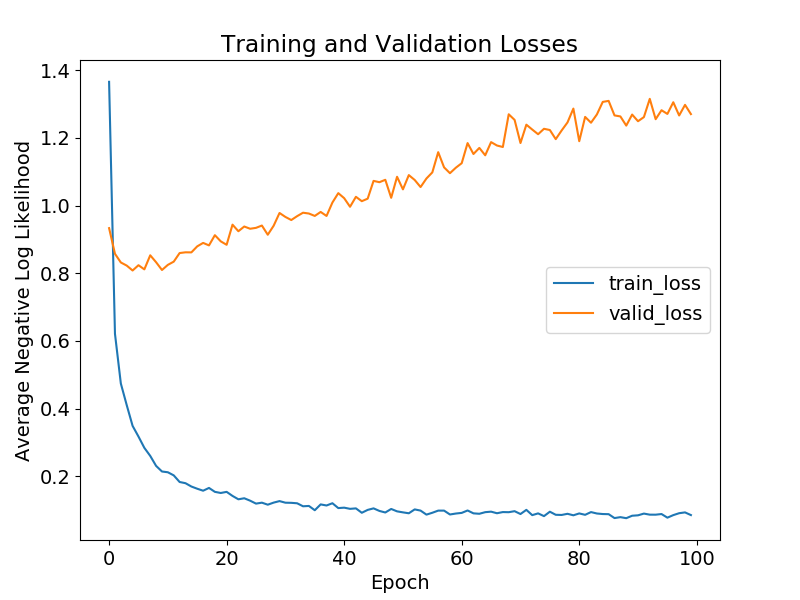 Training and Validation Losses
Average Negative Log Likelihood
1.4
1.2
1.0
0.8
0.6
0.4
0.2
train_loss
valid_loss
0 20 40 60 80 100
Epoch